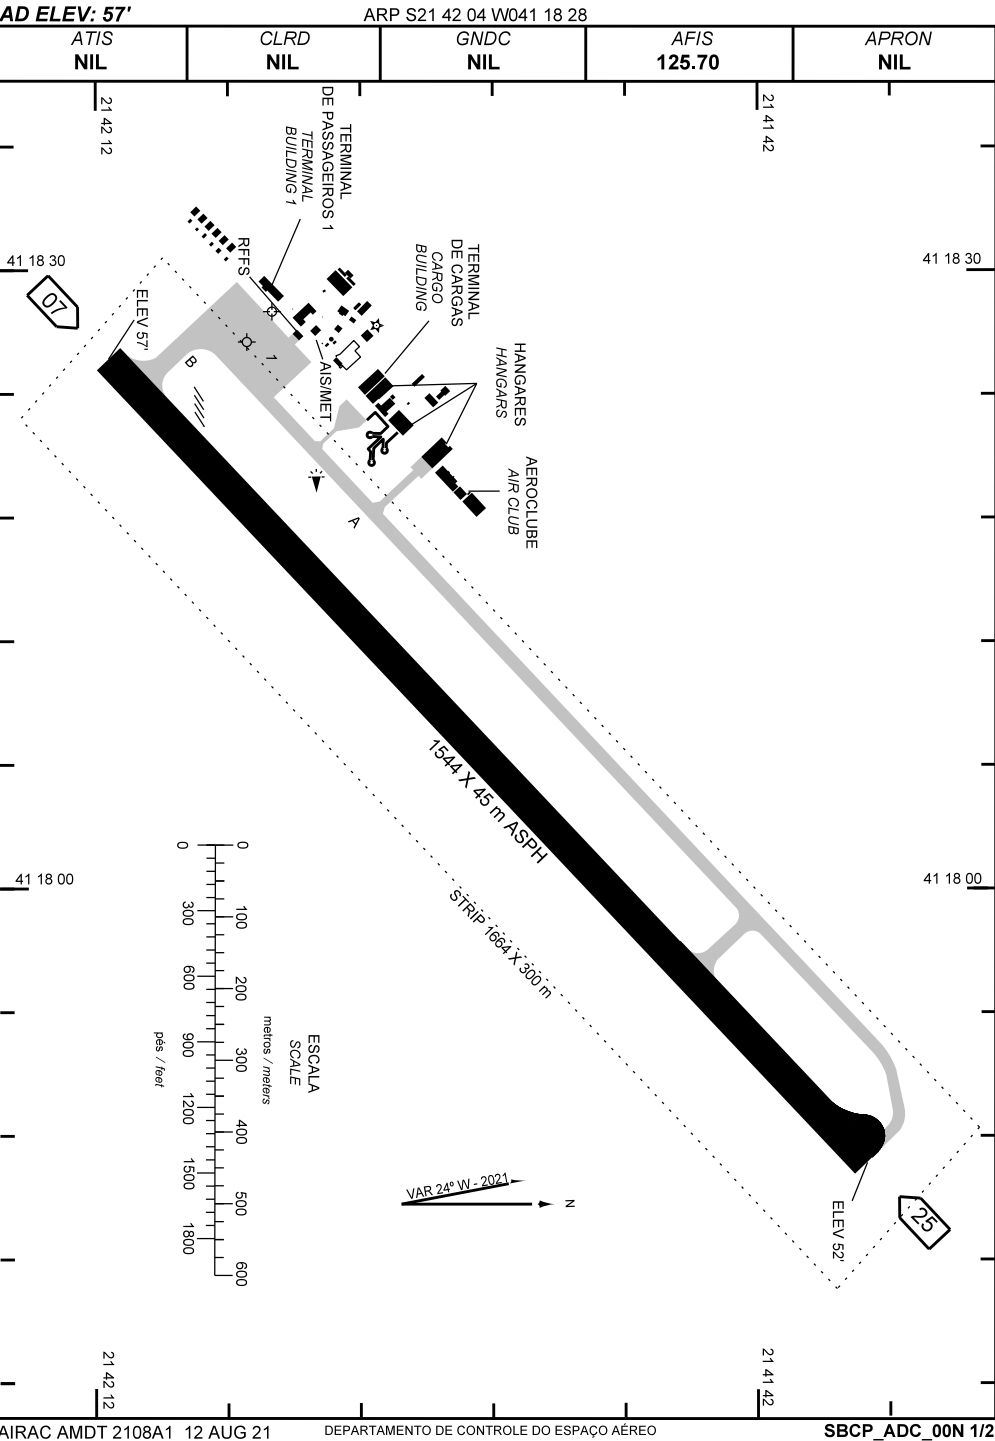 AD ELEV: 57'
ARP S21 42 04 W041 18 28
ATIS
NIL
CLRD
NIL
GNDC
NIL
AFIS
125.70
APRON
NIL
21 42 12
21 41 42
TERMINAL
DE PASSAGEIROS 1
TERMINAL
BUILDING 1
RFFS
TERMINAL
DE CARGAS
CARGO
BUILDING
41 18 30
41 18 30
07
ELEV 57'
B
1
AIS/MET
HANGARES
HANGARS
AEROCLUBE
AIR CLUB
A
1544 X 45 m ASPH
STRIP 1664 X 300 m
41 18 00
41 18 00
0
0
300
100
600
200
900
300
1200
400
1500
500
1800
600
metros / meters
pés / feet
ESCALA
SCALE
VAR 24º W - 2021
N
ELEV 52'
25
21 42 12
21 41 42
AIRAC AMDT 2108A1 12 AUG 21
DEPARTAMENTO DE CONTROLE DO ESPAÇO AÉREO
SBCP_ADC_00N 1/2